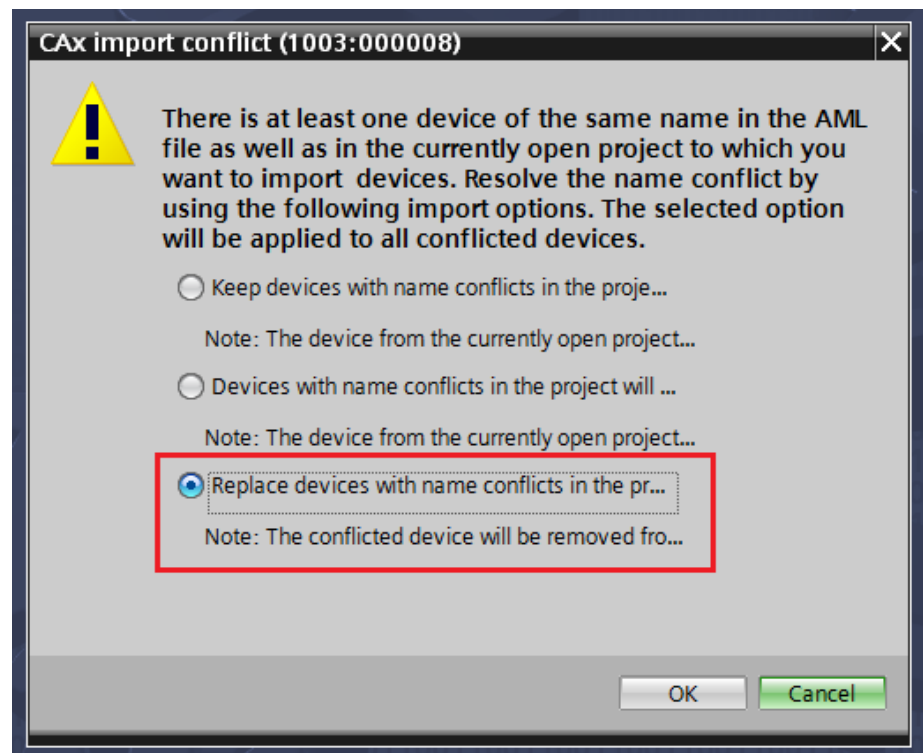 CAx import conflict (1003:000008)
There is at least one device of the same name in the AML
file as well as in the currently open project to which you
want to import devices. Resolve the name conflict by
using the following import options. The selected option
will be applied to all conflicted devices.
Keep devices with name conflicts in the proje...
Note: The device from the currently open project...
Devices with name conflicts in the project will ...
Note: The device from the currently open project...
Replace devices with name conflicts in the pr...
Note: The conflicted device will be removed fro...
OK Cancel